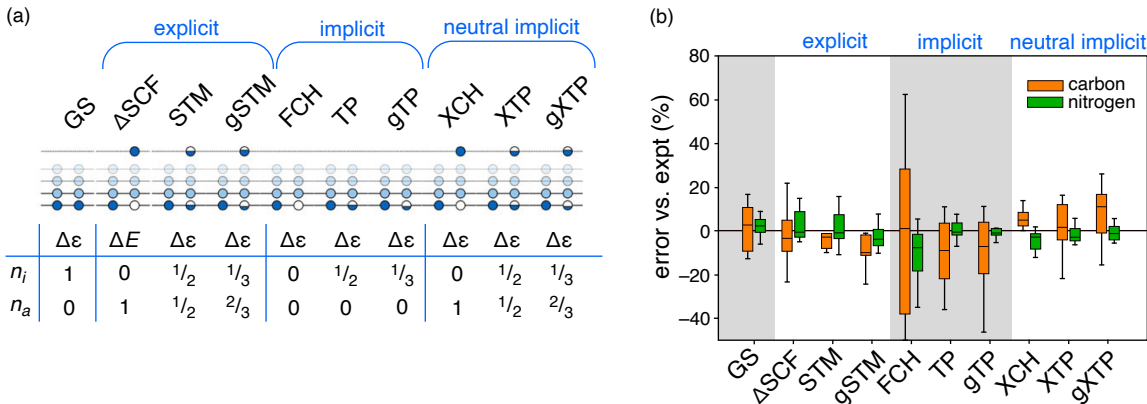 (a)
explicit implicit neutral implicit
GS ΔSCF STM gSTM FCH TP gTP XCH XTP gXTP
Δε ΔE Δε Δε Δε Δε Δε Δε Δε Δε
nᵢ 1 0 1/2 1/3 0 1/2 1/3 0 1/2 1/3
nₐ 0 1 1/2 2/3 0 0 0 1 1/2 2/3
(b)
explicit implicit neutral implicit
error vs. expt (%)
80
60
40
20
0
−20
−40
carbon
nitrogen
GS ΔSCF STM gSTM FCH TP gTP XCH XTP gXTP